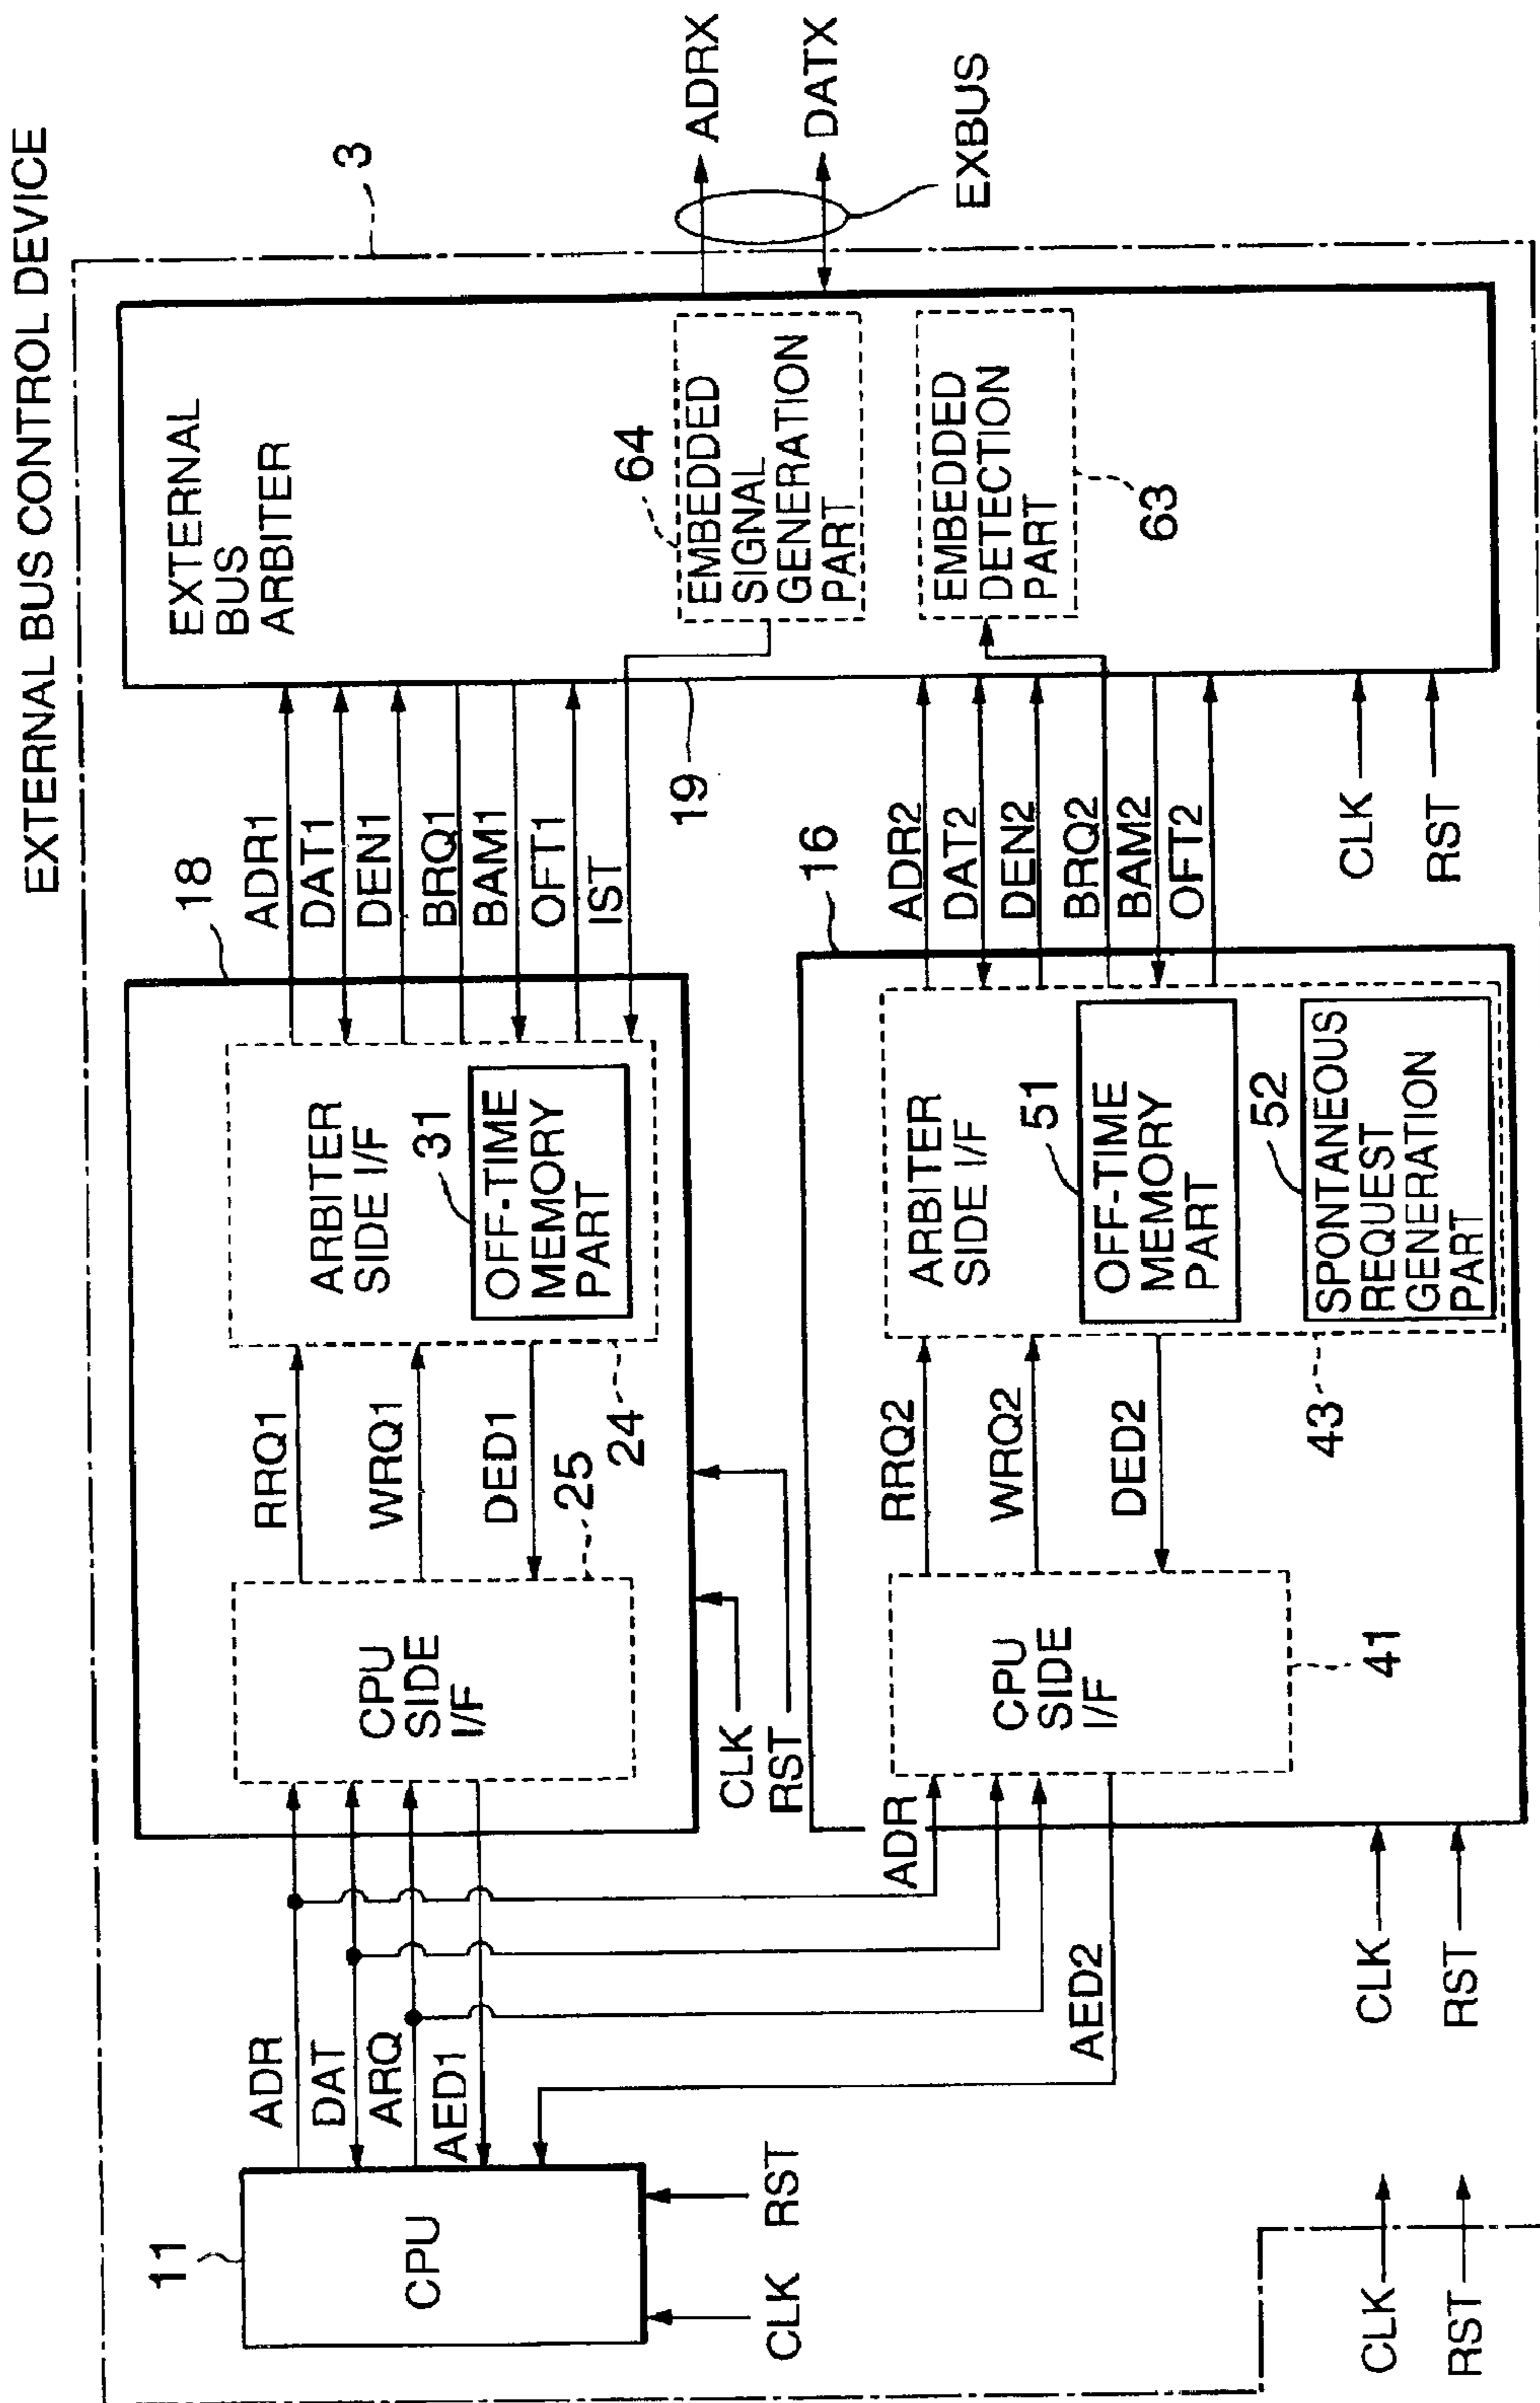 EXTERNAL BUS CONTROL DEVICE
3
11
CPU
CLK
RST
ADR
DAT
ARQ
AED1
AED2
ADR
18
CPU
SIDE
I/F
25
RRQ1
WRQ1
DED1
24
ARBITER
SIDE I/F
31
OFF-TIME
MEMORY
PART
CLK
RST
ADR1
DAT1
DEN1
BRQ1
BAM1
OFT1
IST
19
EXTERNAL
BUS
ARBITER
64
EMBEDDED
SIGNAL
GENERATION
PART
EMBEDDED
DETECTION
PART
63
ADRX
DATX
EXBUS
16
CPU
SIDE
I/F
41
RRQ2
WRQ2
DED2
43
ARBITER
SIDE I/F
51
OFF-TIME
MEMORY
PART
52
SPONTANEOUS
REQUEST
GENERATION
PART
ADR2
DAT2
DEN2
BRQ2
BAM2
OFT2
CLK
RST
CLK
RST
CLK
RST